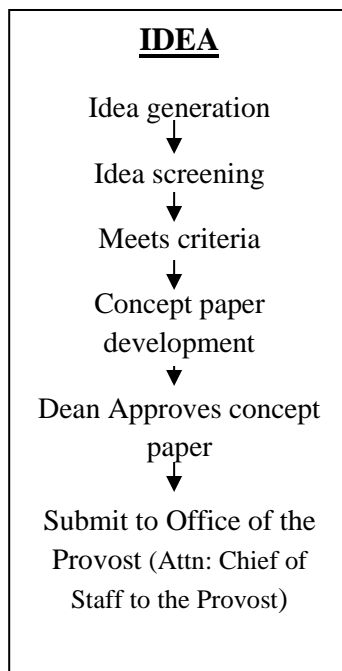 IDEA
Idea generation
Idea screening
Meets criteria
Concept paper
development
Dean Approves concept
paper
Submit to Office of the
Provost (Attn: Chief of
Staff to the Provost)